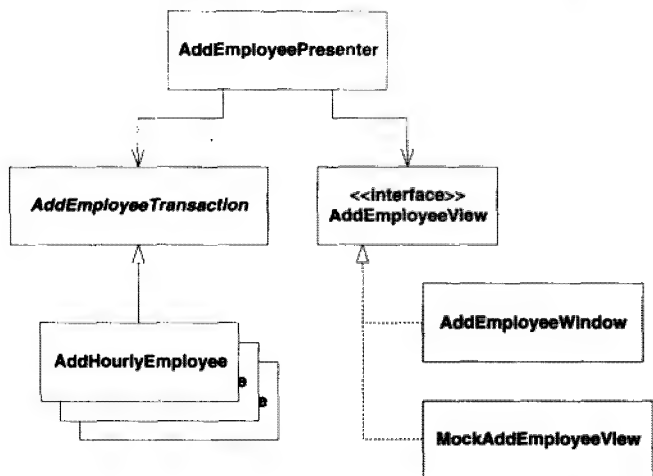 AddEmployeePresenter
AddEmployeeTransaction
<<interface>>
AddEmployeeView
AddHourlyEmployee
e
e
AddEmployeeWindow
MockAddEmployeeView